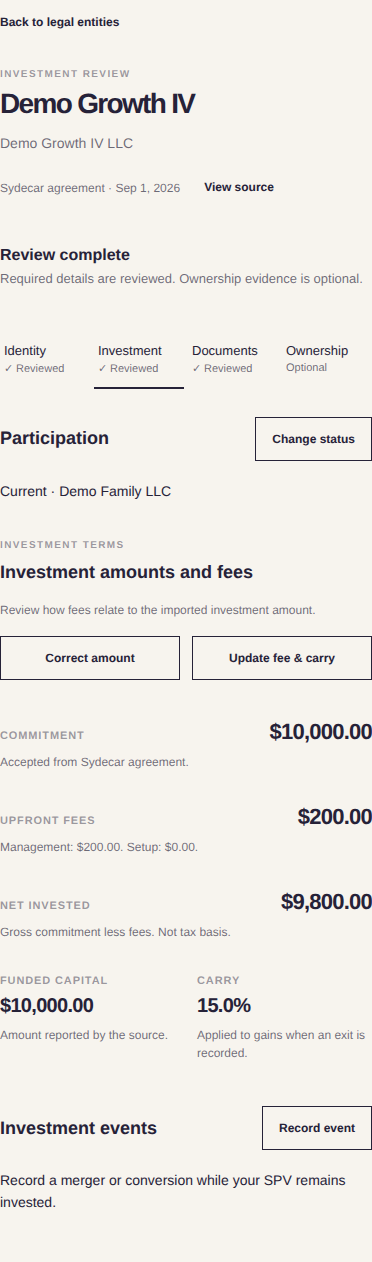 Back to legal entities
INVESTMENT REVIEW
Demo Growth IV
Demo Growth IV LLC
Sydecar agreement · Sep 1, 2026 View source
Review complete
Required details are reviewed. Ownership evidence is optional.
Identity Investment Documents Ownership
✓ Reviewed ✓ Reviewed ✓ Reviewed Optional
Participation Change status
Current · Demo Family LLC
INVESTMENT TERMS
Investment amounts and fees
Review how fees relate to the imported investment amount.
Correct amount Update fee & carry
COMMITMENT $10,000.00
Accepted from Sydecar agreement.
UPFRONT FEES $200.00
Management: $200.00. Setup: $0.00.
NET INVESTED $9,800.00
Gross commitment less fees. Not tax basis.
FUNDED CAPITAL CARRY
$10,000.00 15.0%
Amount reported by the source. Applied to gains when an exit is
recorded.
Investment events Record event
Record a merger or conversion while your SPV remains
invested.